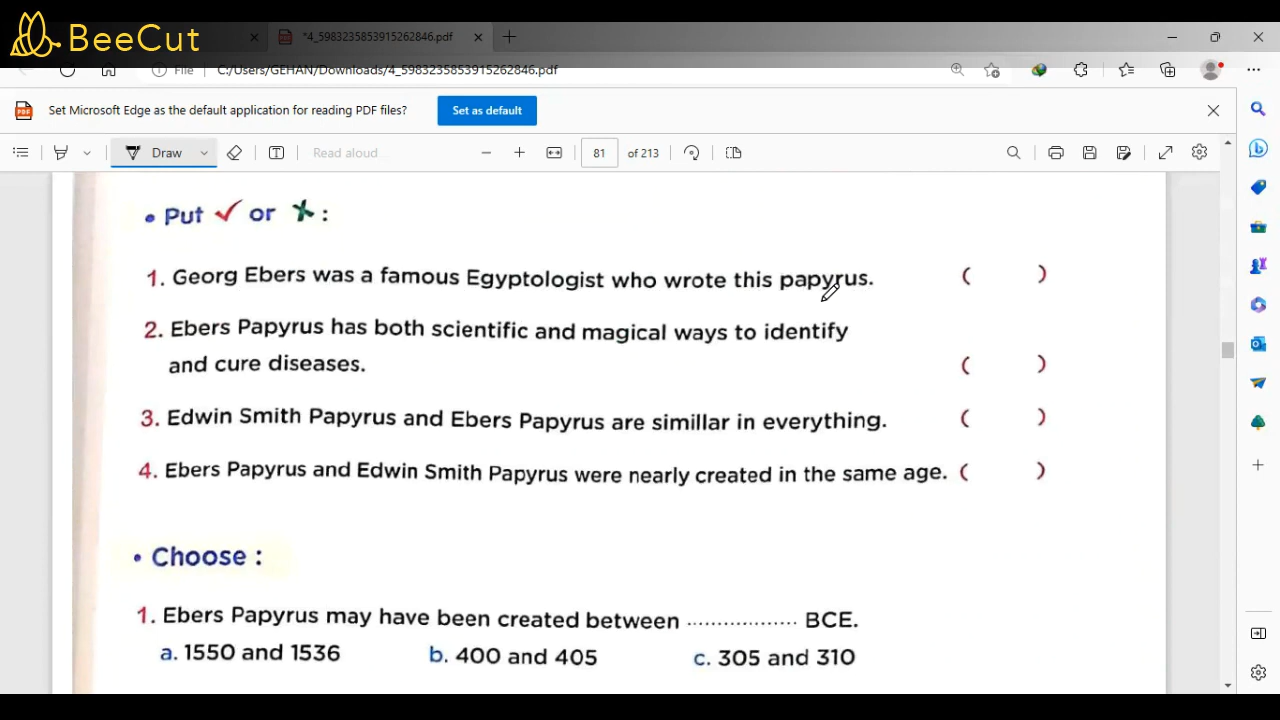 BeeCut
*4_5983235853915262846.pdf
File C:/Users/GEHAN/Downloads/4_5983235853915262846.pdf
Set Microsoft Edge as the default application for reading PDF files? Set as default
Draw Read aloud 81 of 213
• Put ✓ or ✗ :
1. Georg Ebers was a famous Egyptologist who wrote this papyrus. ( )
2. Ebers Papyrus has both scientific and magical ways to identify
and cure diseases. ( )
3. Edwin Smith Papyrus and Ebers Papyrus are simillar in everything. ( )
4. Ebers Papyrus and Edwin Smith Papyrus were nearly created in the same age. ( )
• Choose :
1. Ebers Papyrus may have been created between .................. BCE.
a. 1550 and 1536 b. 400 and 405 c. 305 and 310